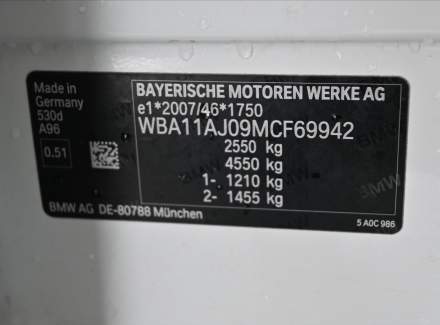 BAYERISCHE MOTOREN WERKE AG
e1*2007/46*1750
WBA11AJ09MCF69942
2550 kg
4550 kg
1- 1210 kg
2- 1455 kg
Made in
Germany
530d
A96
0.51
BMW AG DE-80788 München
5 A0C 986
BMW